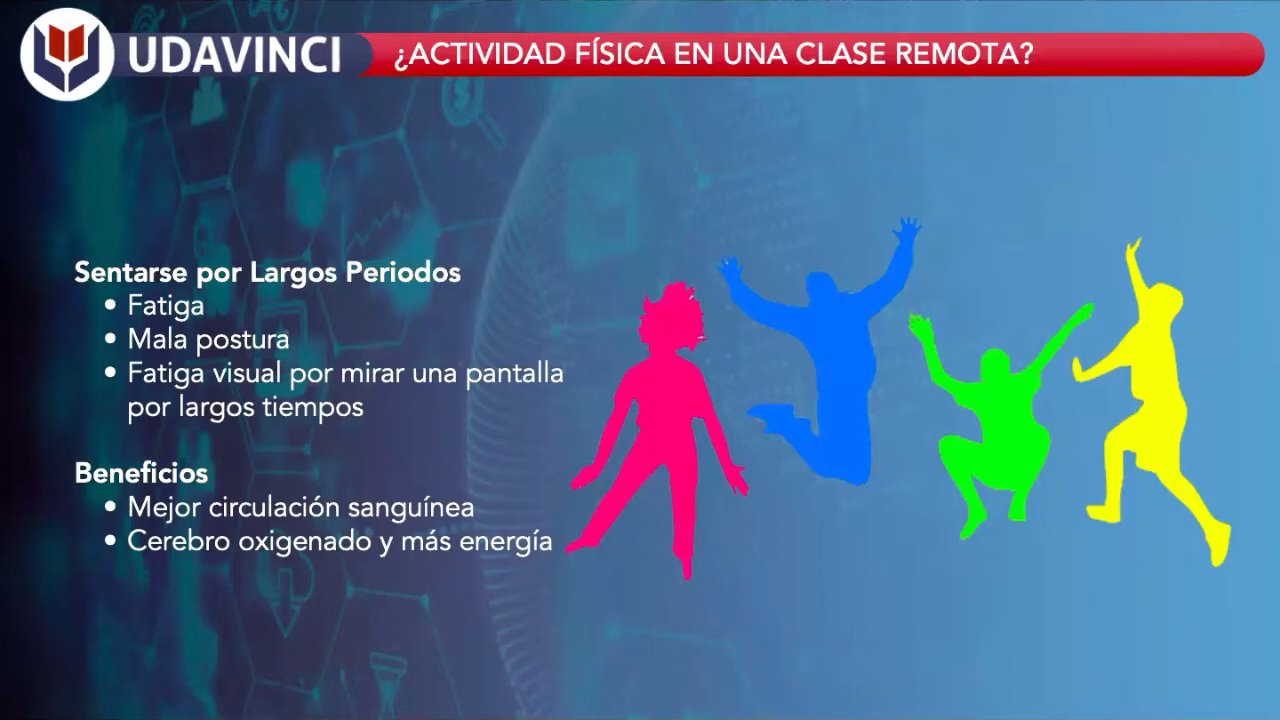 UDAVINCI
¿ACTIVIDAD FÍSICA EN UNA CLASE REMOTA?
Sentarse por Largos Periodos
• Fatiga
• Mala postura
• Fatiga visual por mirar una pantalla
por largos tiempos
Beneficios
• Mejor circulación sanguínea
• Cerebro oxigenado y más energía